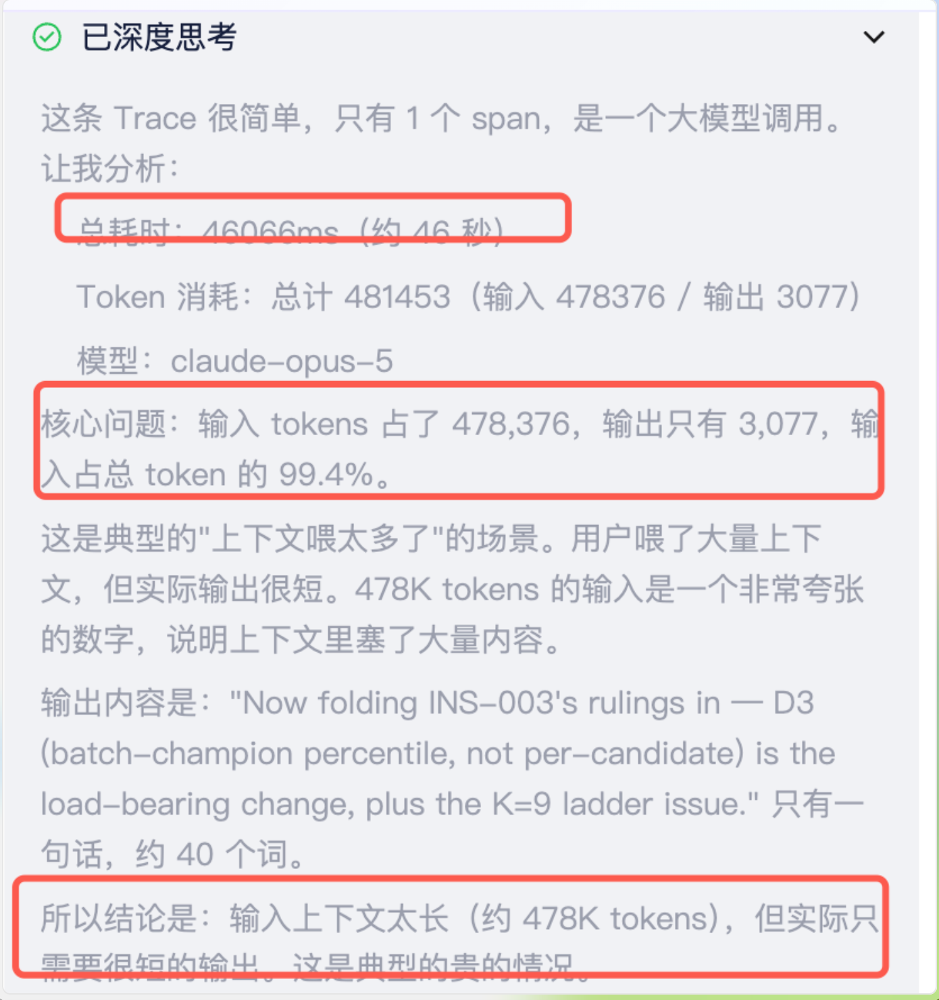 已深度思考
这条 Trace 很简单，只有 1 个 span，是一个大模型调用。
让我分析：
总耗时：46066ms（约 46 秒）
Token 消耗：总计 481453（输入 478376 / 输出 3077）
模型：claude-opus-5
核心问题：输入 tokens 占了 478,376，输出只有 3,077，输
入占总 token 的 99.4%。
这是典型的"上下文喂太多了"的场景。用户喂了大量上下
文，但实际输出很短。478K tokens 的输入是一个非常夸张
的数字，说明上下文里塞了大量内容。
输出内容是："Now folding INS-003's rulings in — D3
(batch-champion percentile, not per-candidate) is the
load-bearing change, plus the K=9 ladder issue." 只有一
句话，约 40 个词。
所以结论是：输入上下文太长（约 478K tokens），但实际只
需要很短的输出。这是典型的贵的情况。